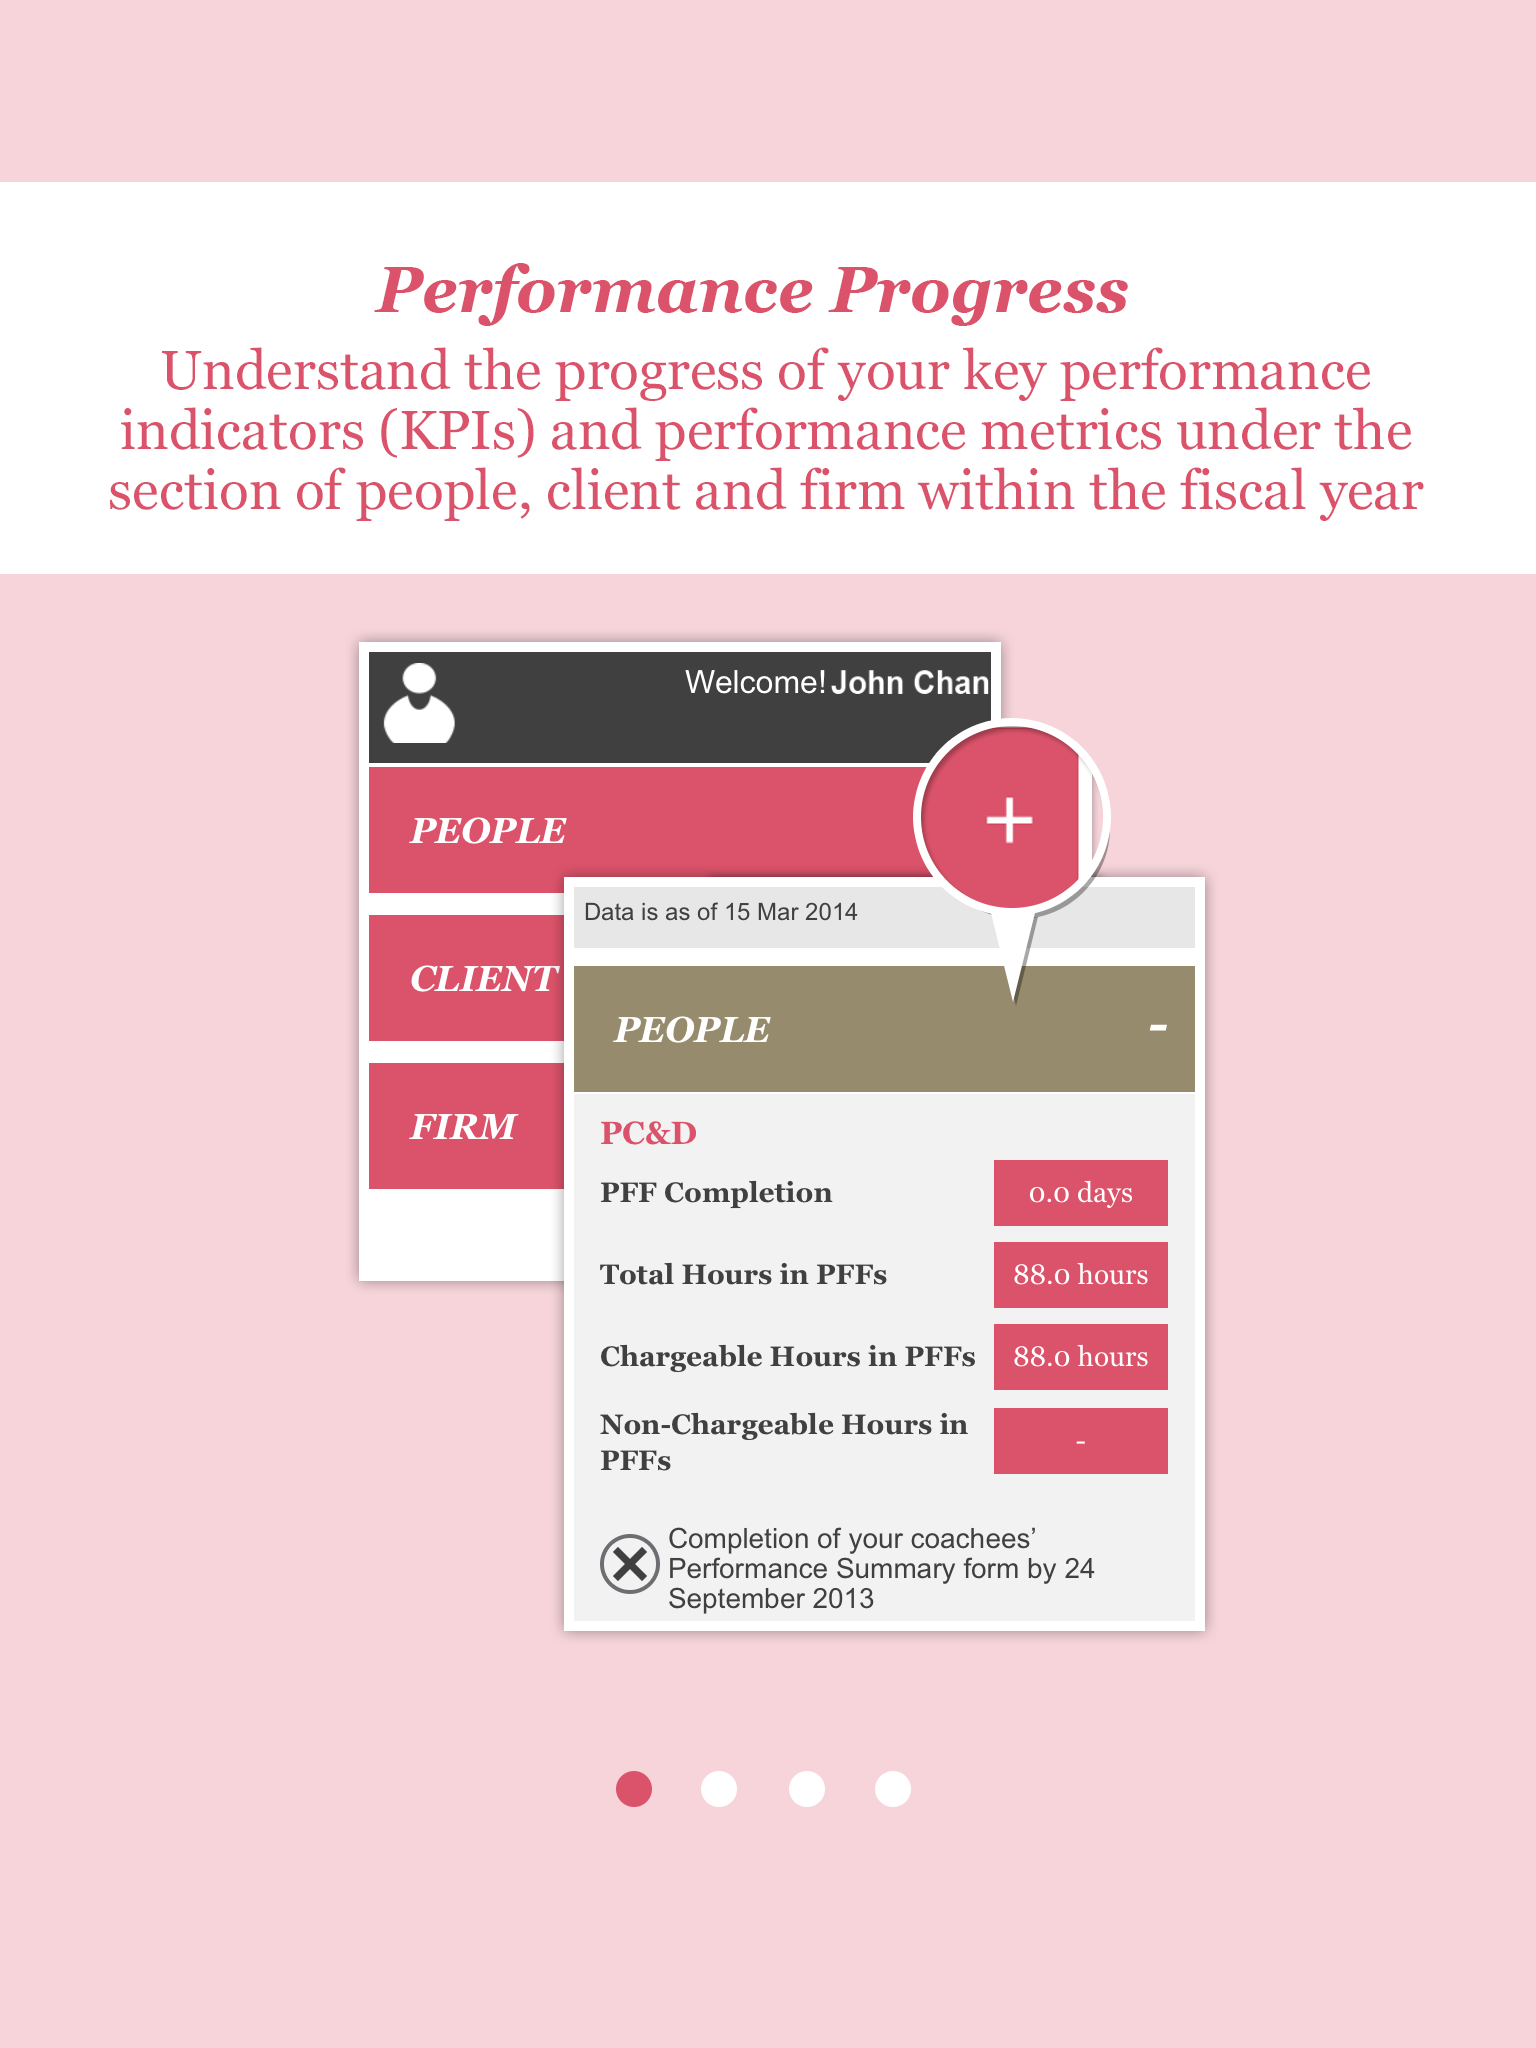 Performance Progress
Understand the progress of your key performance
indicators (KPIs) and performance metrics under the
section of people, client and firm within the fiscal year
Welcome! John Chan
PEOPLE
+
CLIENT
FIRM
Data is as of 15 Mar 2014
PEOPLE -
PC&D
PFF Completion 0.0 days
Total Hours in PFFs 88.0 hours
Chargeable Hours in PFFs 88.0 hours
Non-Chargeable Hours in
PFFs -
Completion of your coachees’
Performance Summary form by 24
September 2013